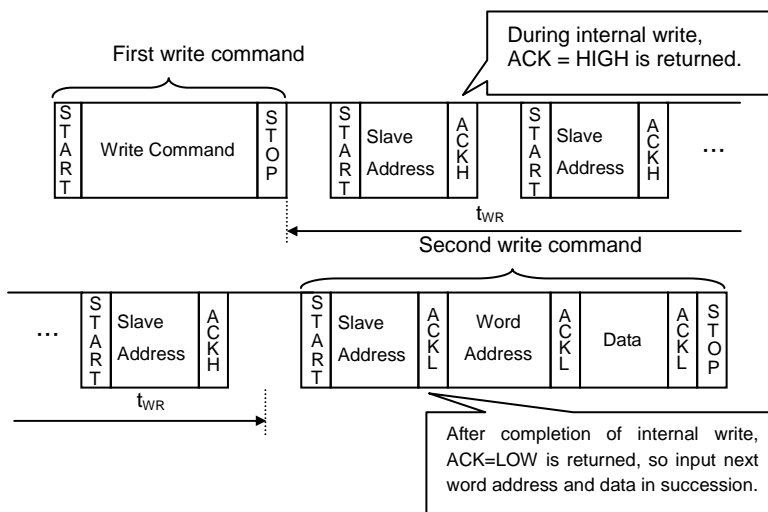 During internal write,
ACK = HIGH is returned.
First write command
START
Write Command
STOP
START
Slave
Address
ACKH
START
Slave
Address
ACKH
...
tWR
Second write command
...
START
Slave
Address
ACKH
START
Slave
Address
ACKL
Word
Address
ACKL
Data
ACKL
STOP
tWR
After completion of internal write,
ACK=LOW is returned, so input next
word address and data in succession.